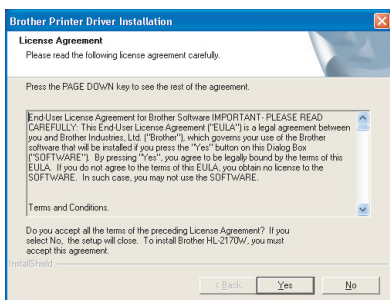 Brother Printer Driver Installation
License Agreement
Please read the following license agreement carefully.
Press the PAGE DOWN key to see the rest of the agreement.
End-User License Agreement for Brother Software IMPORTANT- PLEASE READ
CAREFULLY: This End-User License Agreement ("EULA") is a legal agreement between
you and Brother Industries, Ltd. ("Brother"), which governs your use of the Brother
software that will be installed if you press the "Yes" button on this Dialog Box
("SOFTWARE"). By pressing "Yes", you agree to be legally bound by the terms of this
EULA. If you do not agree to the terms of this EULA, you obtain no license to the
SOFTWARE. In such case, you may not use the SOFTWARE.
Terms and Conditions.
Do you accept all the terms of the preceding License Agreement? If you
select No, the setup will close. To install Brother HL-2170W, you must
accept this agreement.
InstallShield
< Back Yes No